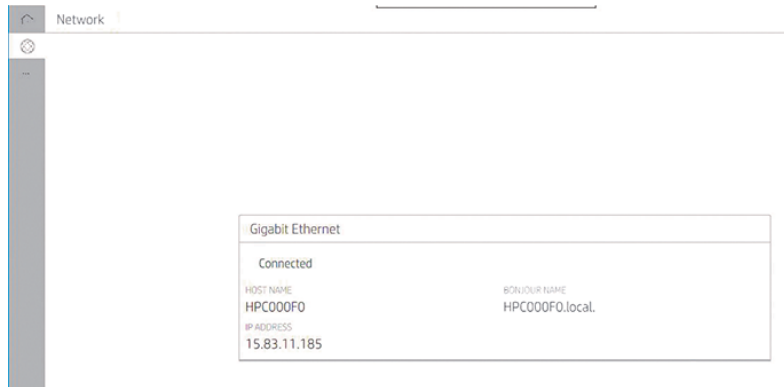 Network
...
Gigabit Ethernet
Connected
HOST NAME
HPC000F0
BONJOUR NAME
HPC000F0.local.
IP ADDRESS
15.83.11.185